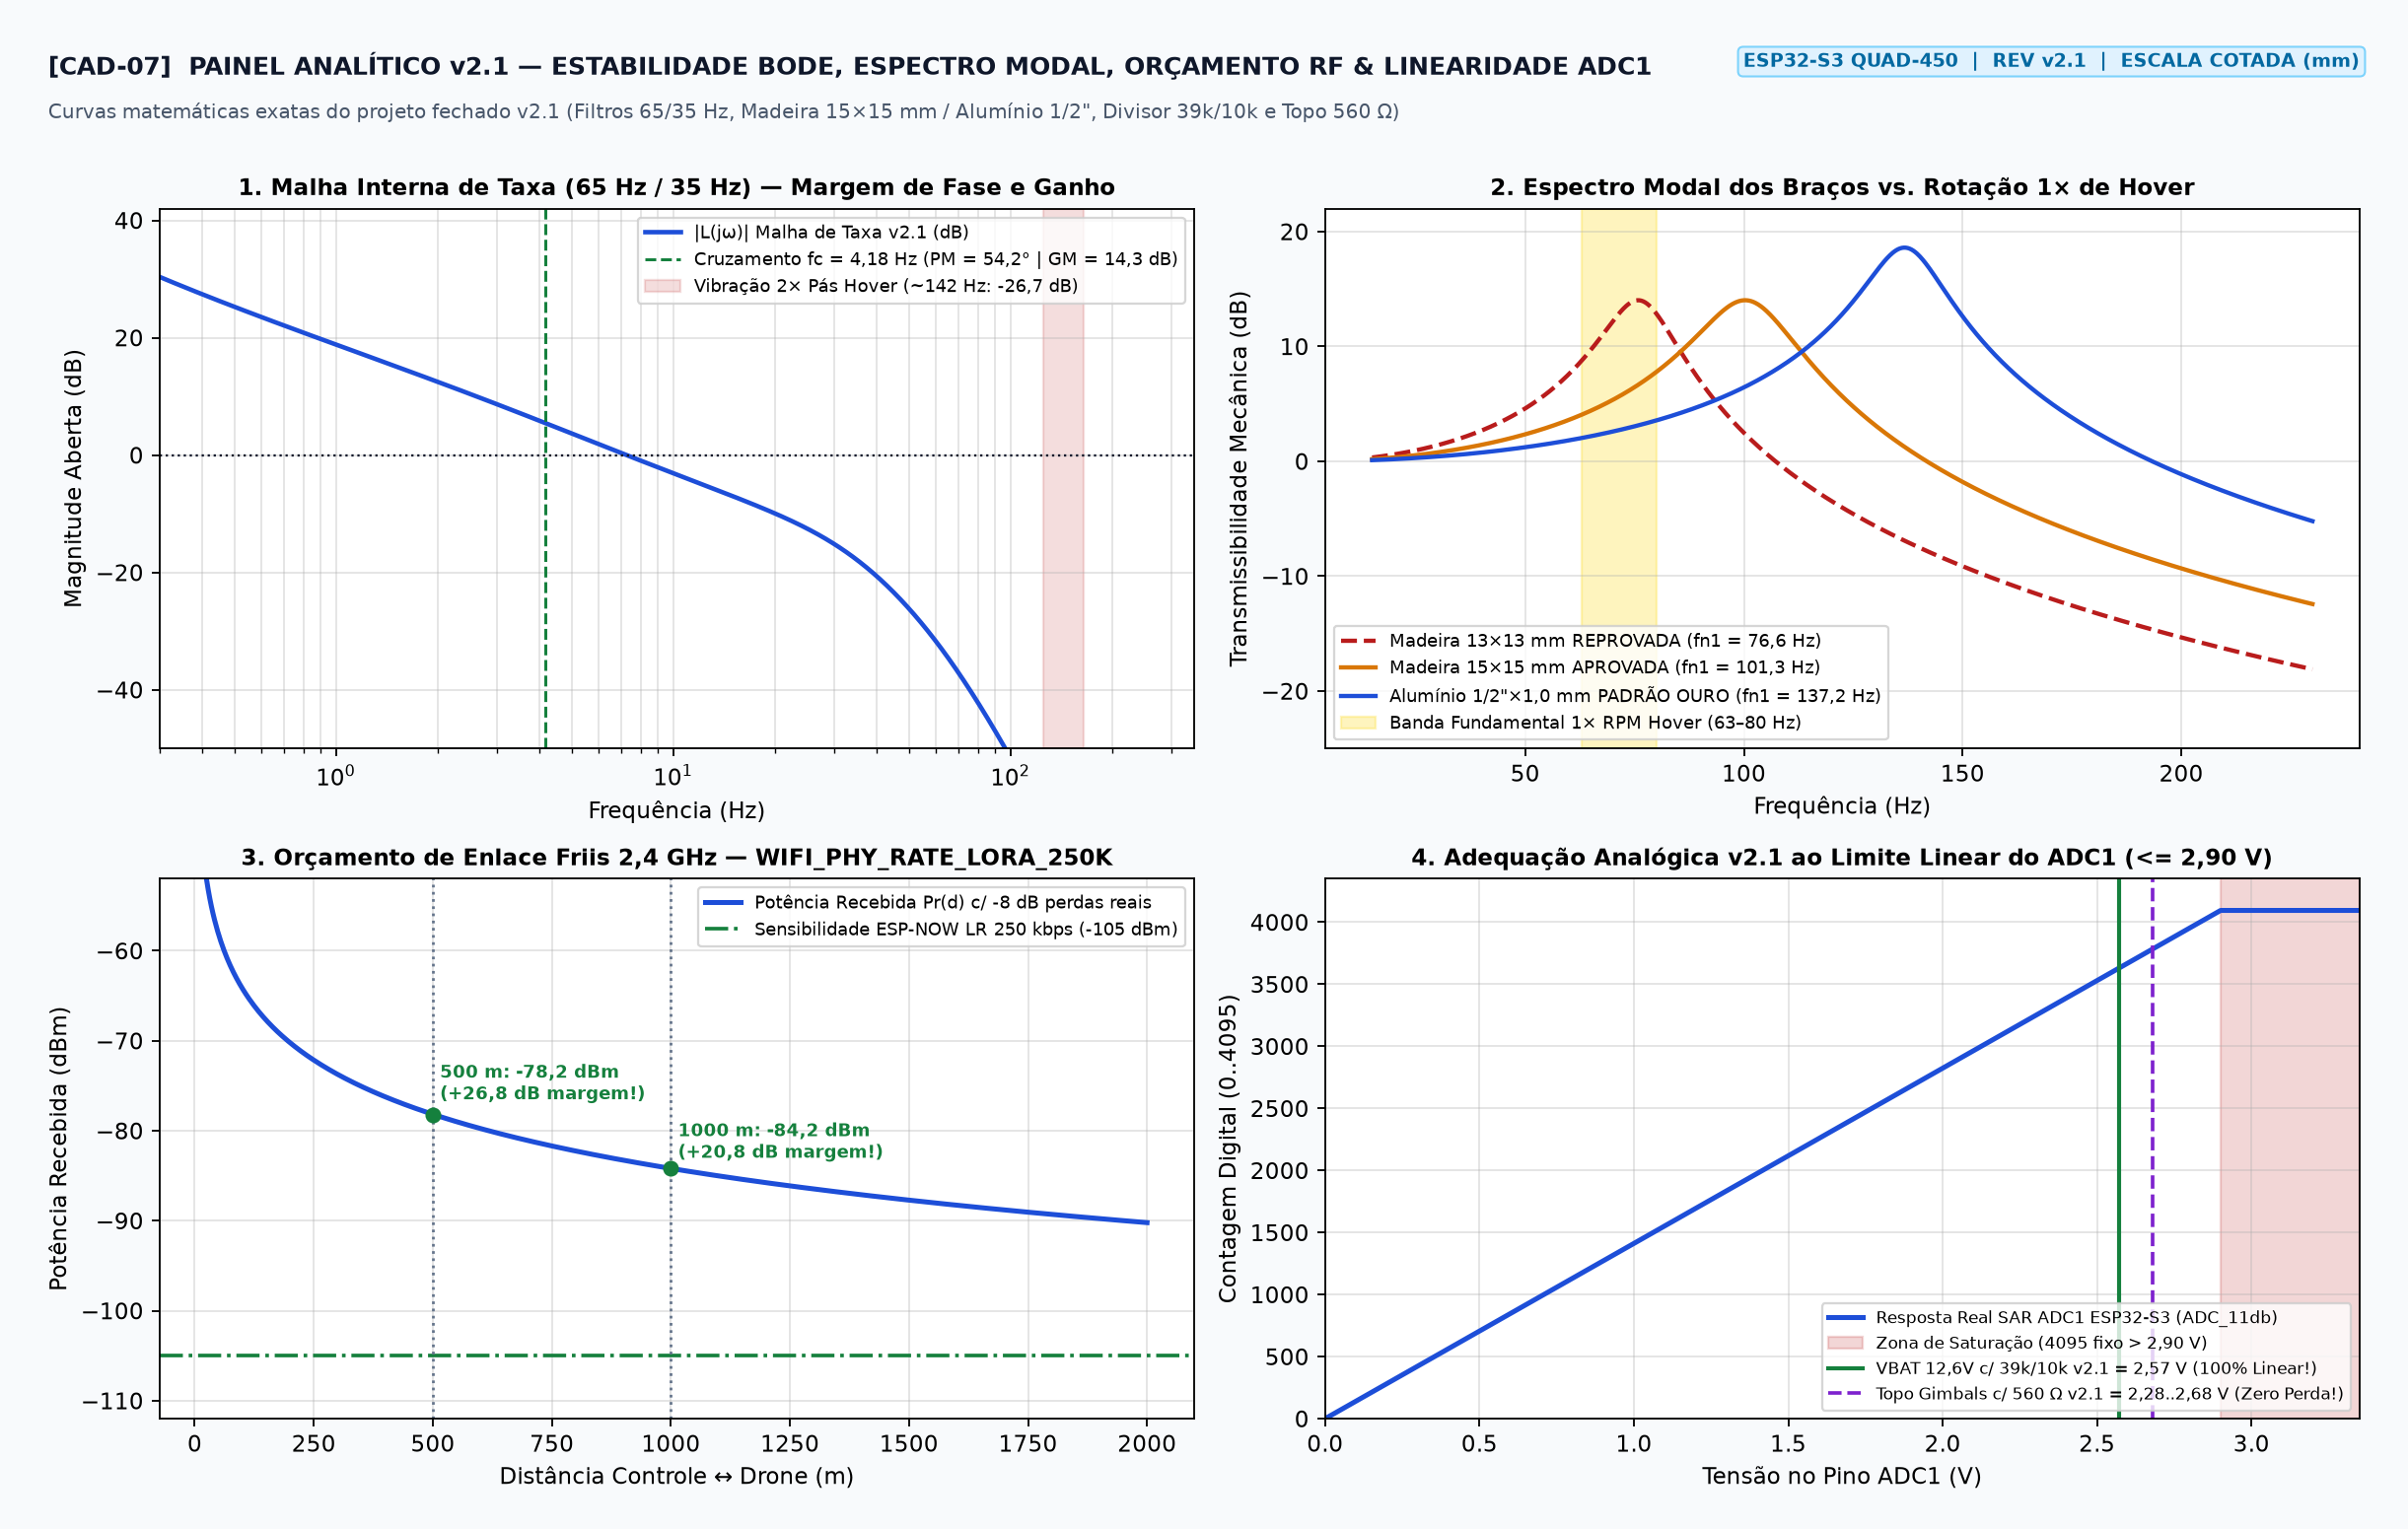 [CAD-07]  PAINEL ANALÍTICO v2.1 — ESTABILIDADE BODE, ESPECTRO MODAL, ORÇAMENTO RF & LINEARIDADE ADC1
ESP32-S3 QUAD-450  |  REV v2.1  |  ESCALA COTADA (mm)
Curvas matemáticas exatas do projeto fechado v2.1 (Filtros 65/35 Hz, Madeira 15×15 mm / Alumínio 1/2", Divisor 39k/10k e Topo 560 Ω)
1. Malha Interna de Taxa (65 Hz / 35 Hz) — Margem de Fase e Ganho
Magnitude Aberta (dB)
40
20
0
−20
−40
|L(jω)| Malha de Taxa v2.1 (dB)
Cruzamento fc = 4,18 Hz (PM = 54,2° | GM = 14,3 dB)
Vibração 2× Pás Hover (~142 Hz: -26,7 dB)
10⁰ 10¹ 10²
Frequência (Hz)
2. Espectro Modal dos Braços vs. Rotação 1× de Hover
Transmissibilidade Mecânica (dB)
20
10
0
−10
−20
Madeira 13×13 mm REPROVADA (fn1 = 76,6 Hz)
Madeira 15×15 mm APROVADA (fn1 = 101,3 Hz)
Alumínio 1/2"×1,0 mm PADRÃO OURO (fn1 = 137,2 Hz)
Banda Fundamental 1× RPM Hover (63–80 Hz)
50 100 150 200
Frequência (Hz)
3. Orçamento de Enlace Friis 2,4 GHz — WIFI_PHY_RATE_LORA_250K
Potência Recebida (dBm)
−60
−70
−80
−90
−100
−110
Potência Recebida Pr(d) c/ -8 dB perdas reais
Sensibilidade ESP-NOW LR 250 kbps (-105 dBm)
500 m: -78,2 dBm
(+26,8 dB margem!)
1000 m: -84,2 dBm
(+20,8 dB margem!)
0 250 500 750 1000 1250 1500 1750 2000
Distância Controle ↔ Drone (m)
4. Adequação Analógica v2.1 ao Limite Linear do ADC1 (<= 2,90 V)
Contagem Digital (0..4095)
4000
3500
3000
2500
2000
1500
1000
500
0
Resposta Real SAR ADC1 ESP32-S3 (ADC_11db)
Zona de Saturação (4095 fixo > 2,90 V)
VBAT 12,6V c/ 39k/10k v2.1 = 2,57 V (100% Linear!)
Topo Gimbals c/ 560 Ω v2.1 = 2,28..2,68 V (Zero Perda!)
0.0 0.5 1.0 1.5 2.0 2.5 3.0
Tensão no Pino ADC1 (V)